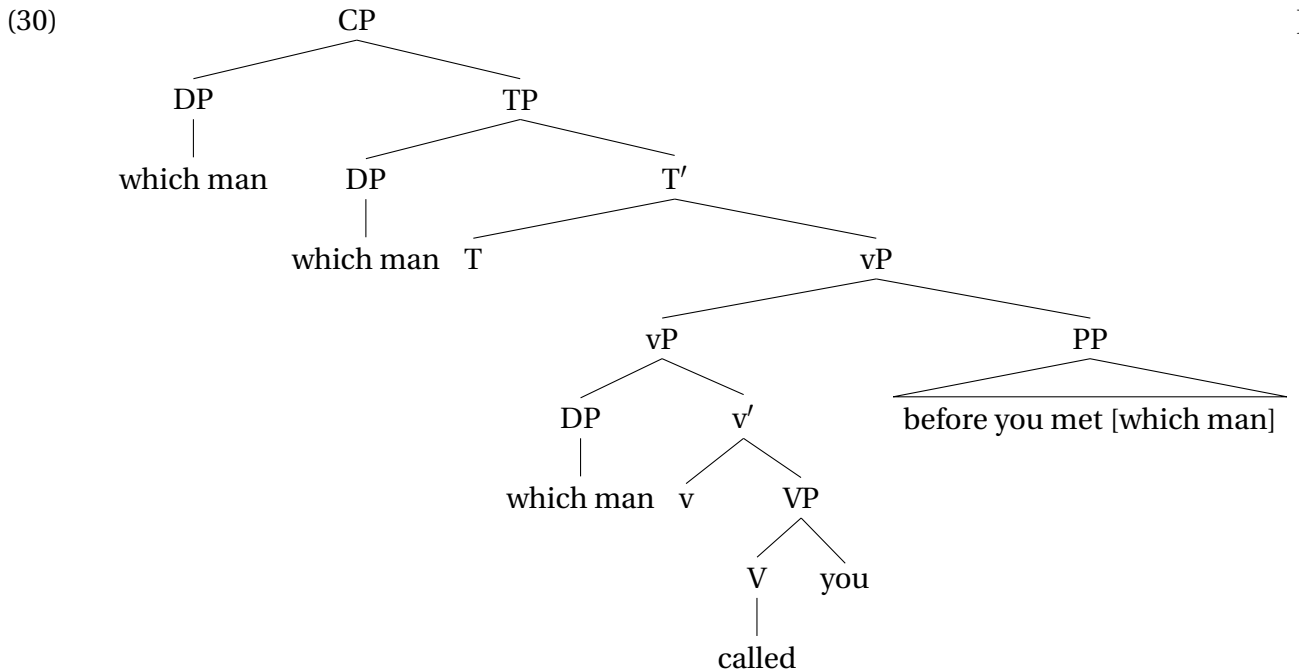 (30) CP
DP TP
which man DP T′
which man T vP
vP PP
DP v′ before you met [which man]
which man v VP
V you
called